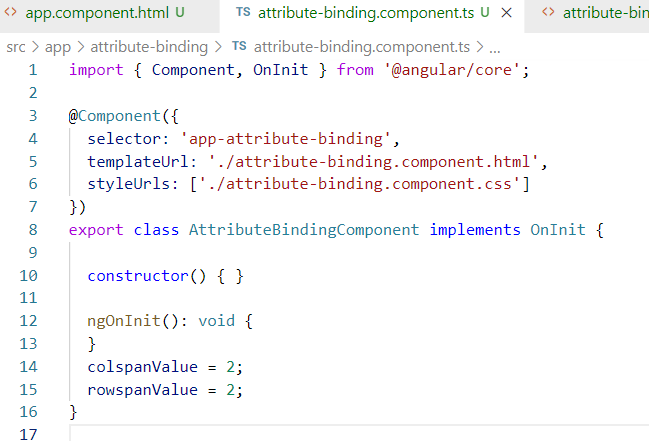 <> app.component.html U TS attribute-binding.component.ts U × <> attribute-bin
src > app > attribute-binding > TS attribute-binding.component.ts > ...
1 import { Component, OnInit } from '@angular/core';
2
3 @Component({
4 selector: 'app-attribute-binding',
5 templateUrl: './attribute-binding.component.html',
6 styleUrls: ['./attribute-binding.component.css']
7 })
8 export class AttributeBindingComponent implements OnInit {
9
10 constructor() { }
11
12 ngOnInit(): void {
13 }
14 colspanValue = 2;
15 rowspanValue = 2;
16 }
17